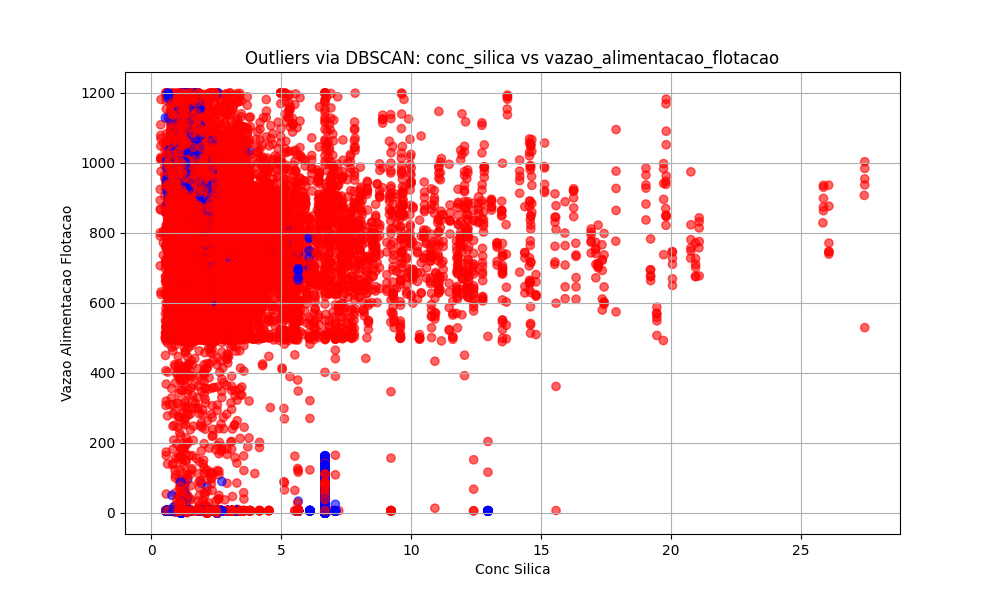 Outliers via DBSCAN: conc_silica vs vazao_alimentacao_flotacao
1200
1000
800
600
400
200
0
Vazao Alimentacao Flotacao
0 5 10 15 20 25
Conc Silica